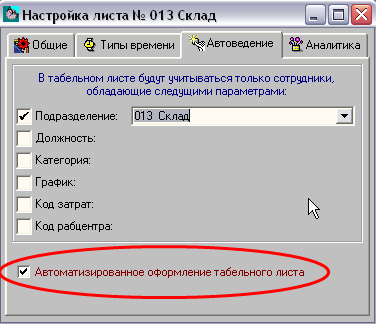 Настройка листа № 013 Склад
Общие Типы времени Автоведение Аналитика
В табельном листе будут учитываться только сотрудники,
обладающие следущими параметрами:
Подразделение: 013 Склад
Должность:
Категория:
График:
Код затрат:
Код рабцентра:
Автоматизированное оформление табельного листа